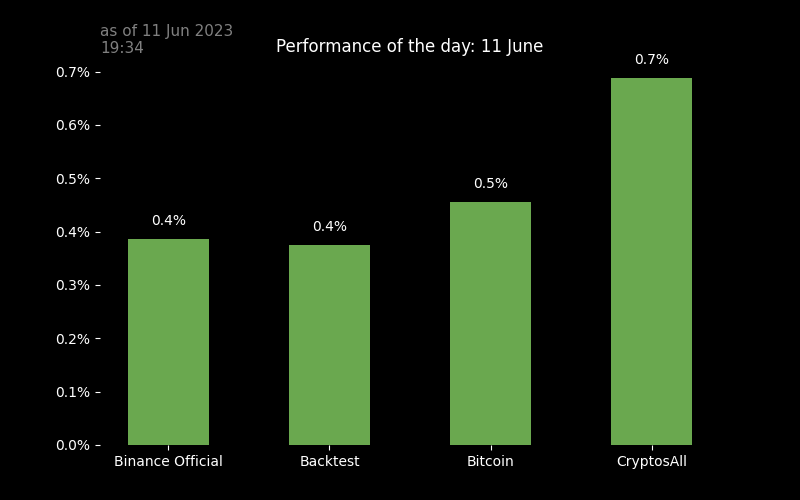 as of 11 Jun 2023
19:34
Performance of the day: 11 June
0.7%
0.6%
0.5%
0.4%
0.3%
0.2%
0.1%
0.0%
0.4%
0.4%
0.5%
0.7%
Binance Official
Backtest
Bitcoin
CryptosAll